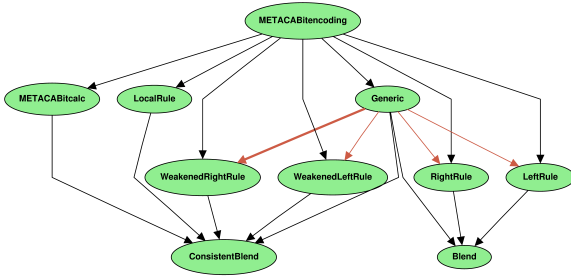 METACABitencoding
METACABitcalc
LocalRule
Generic
WeakenedRightRule
WeakenedLeftRule
RightRule
LeftRule
ConsistentBlend
Blend